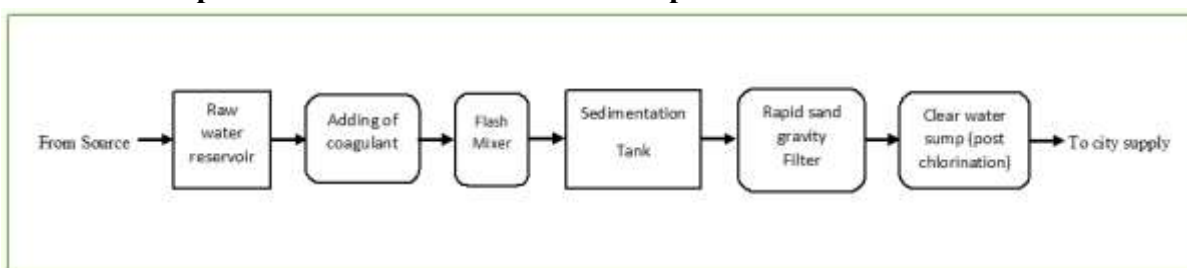 From Source
Raw
water
reservoir
Adding of
coagulant
Flash
Mixer
Sedimentation
Tank
Rapid sand
gravity
Filter
Clear water
sump (post
chlorination)
To city supply